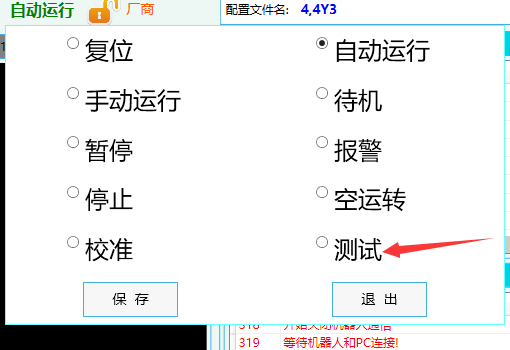 自动运行 厂商 配置文件名: 4,4Y3
复位 自动运行
手动运行 待机
暂停 报警
停止 空运转
校准 测试
保 存 退 出
318 开始关闭机器人通信
319 等待机器人和PC连接!